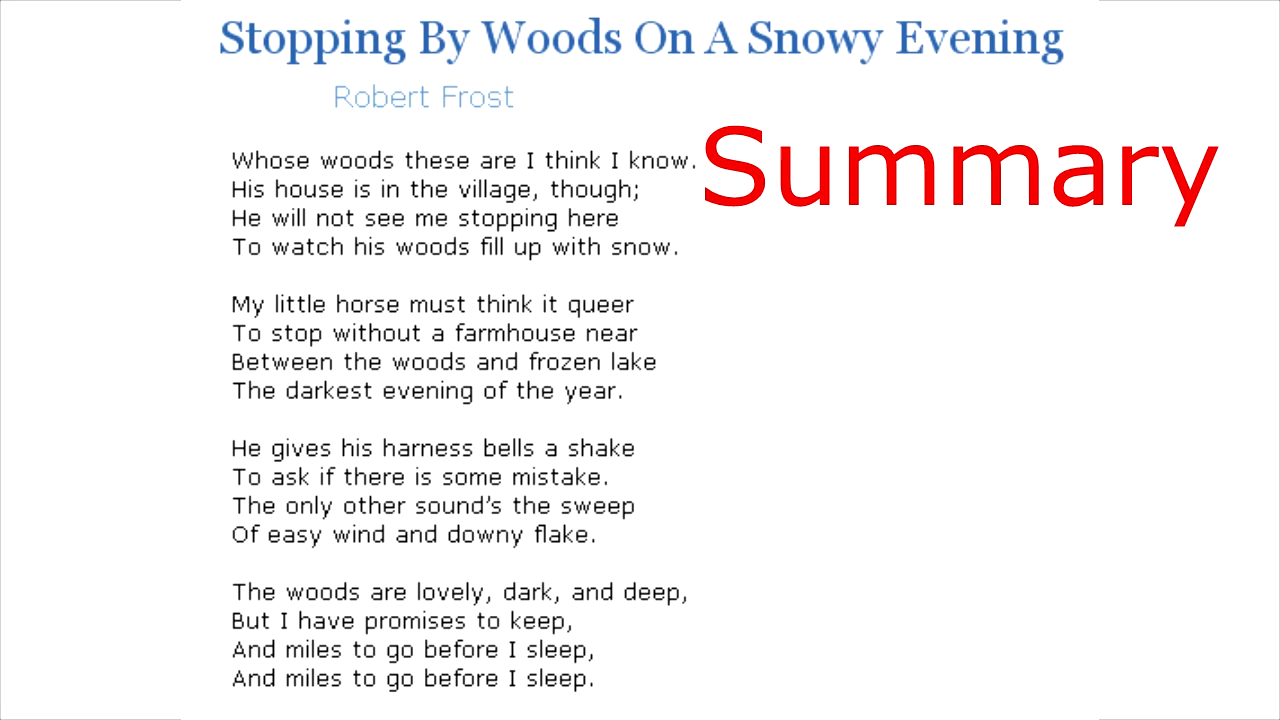 Stopping By Woods On A Snowy Evening
Robert Frost
Summary
Whose woods these are I think I know.
His house is in the village, though;
He will not see me stopping here
To watch his woods fill up with snow.
My little horse must think it queer
To stop without a farmhouse near
Between the woods and frozen lake
The darkest evening of the year.
He gives his harness bells a shake
To ask if there is some mistake.
The only other sound’s the sweep
Of easy wind and downy flake.
The woods are lovely, dark, and deep,
But I have promises to keep,
And miles to go before I sleep,
And miles to go before I sleep.